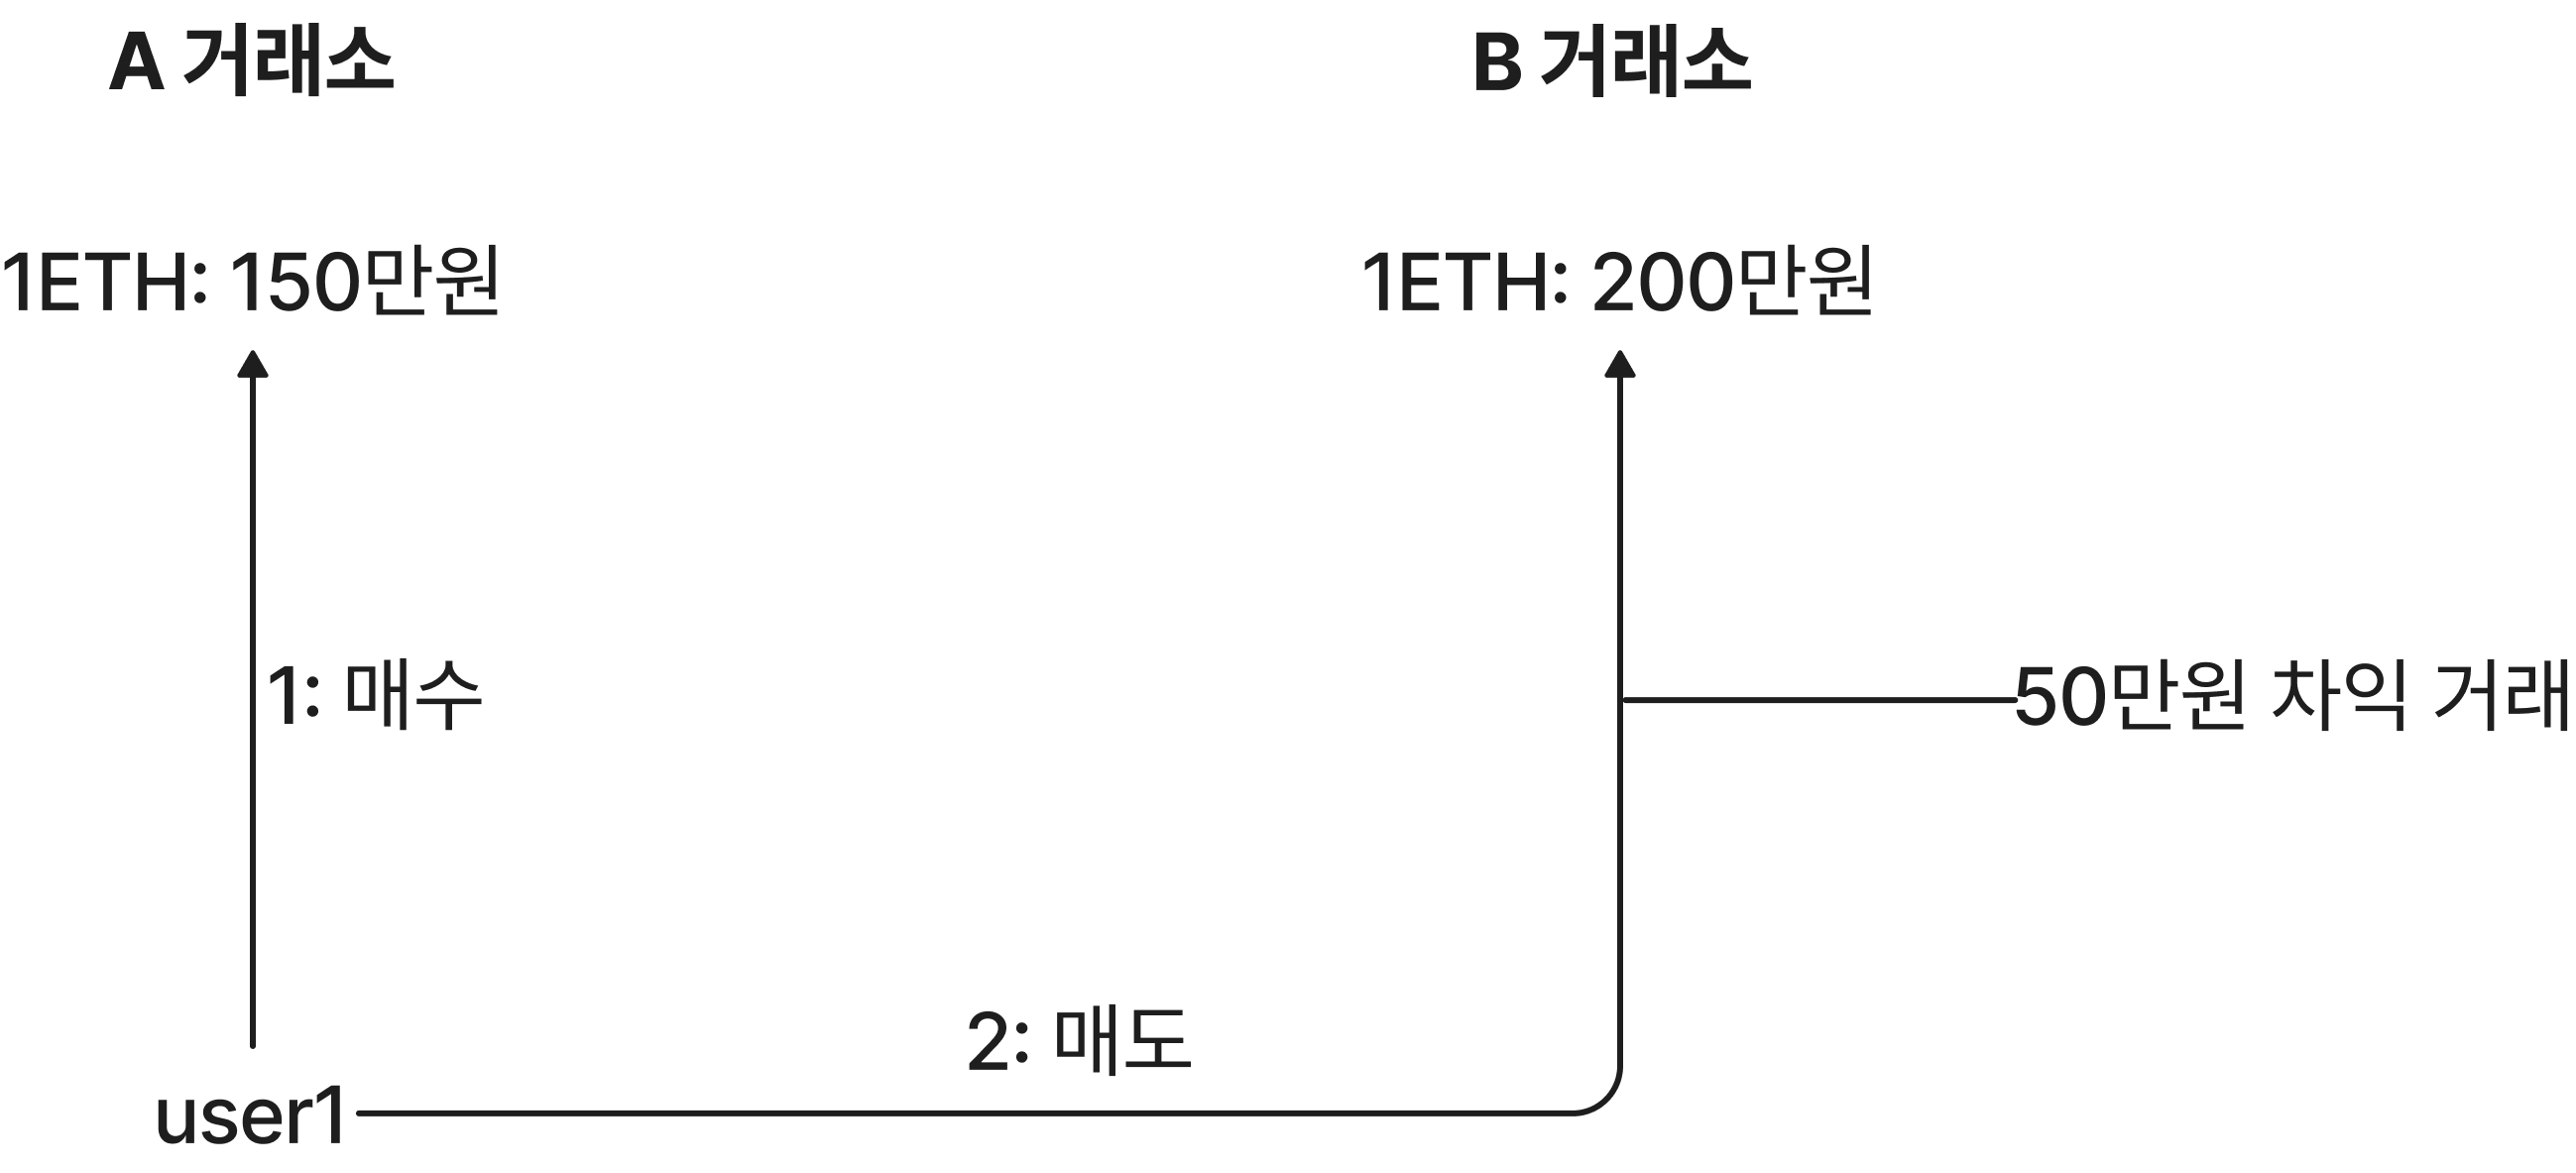 A 거래소
B 거래소
1ETH: 150만원
1ETH: 200만원
1: 매수
50만원 차익 거래
2: 매도
user1